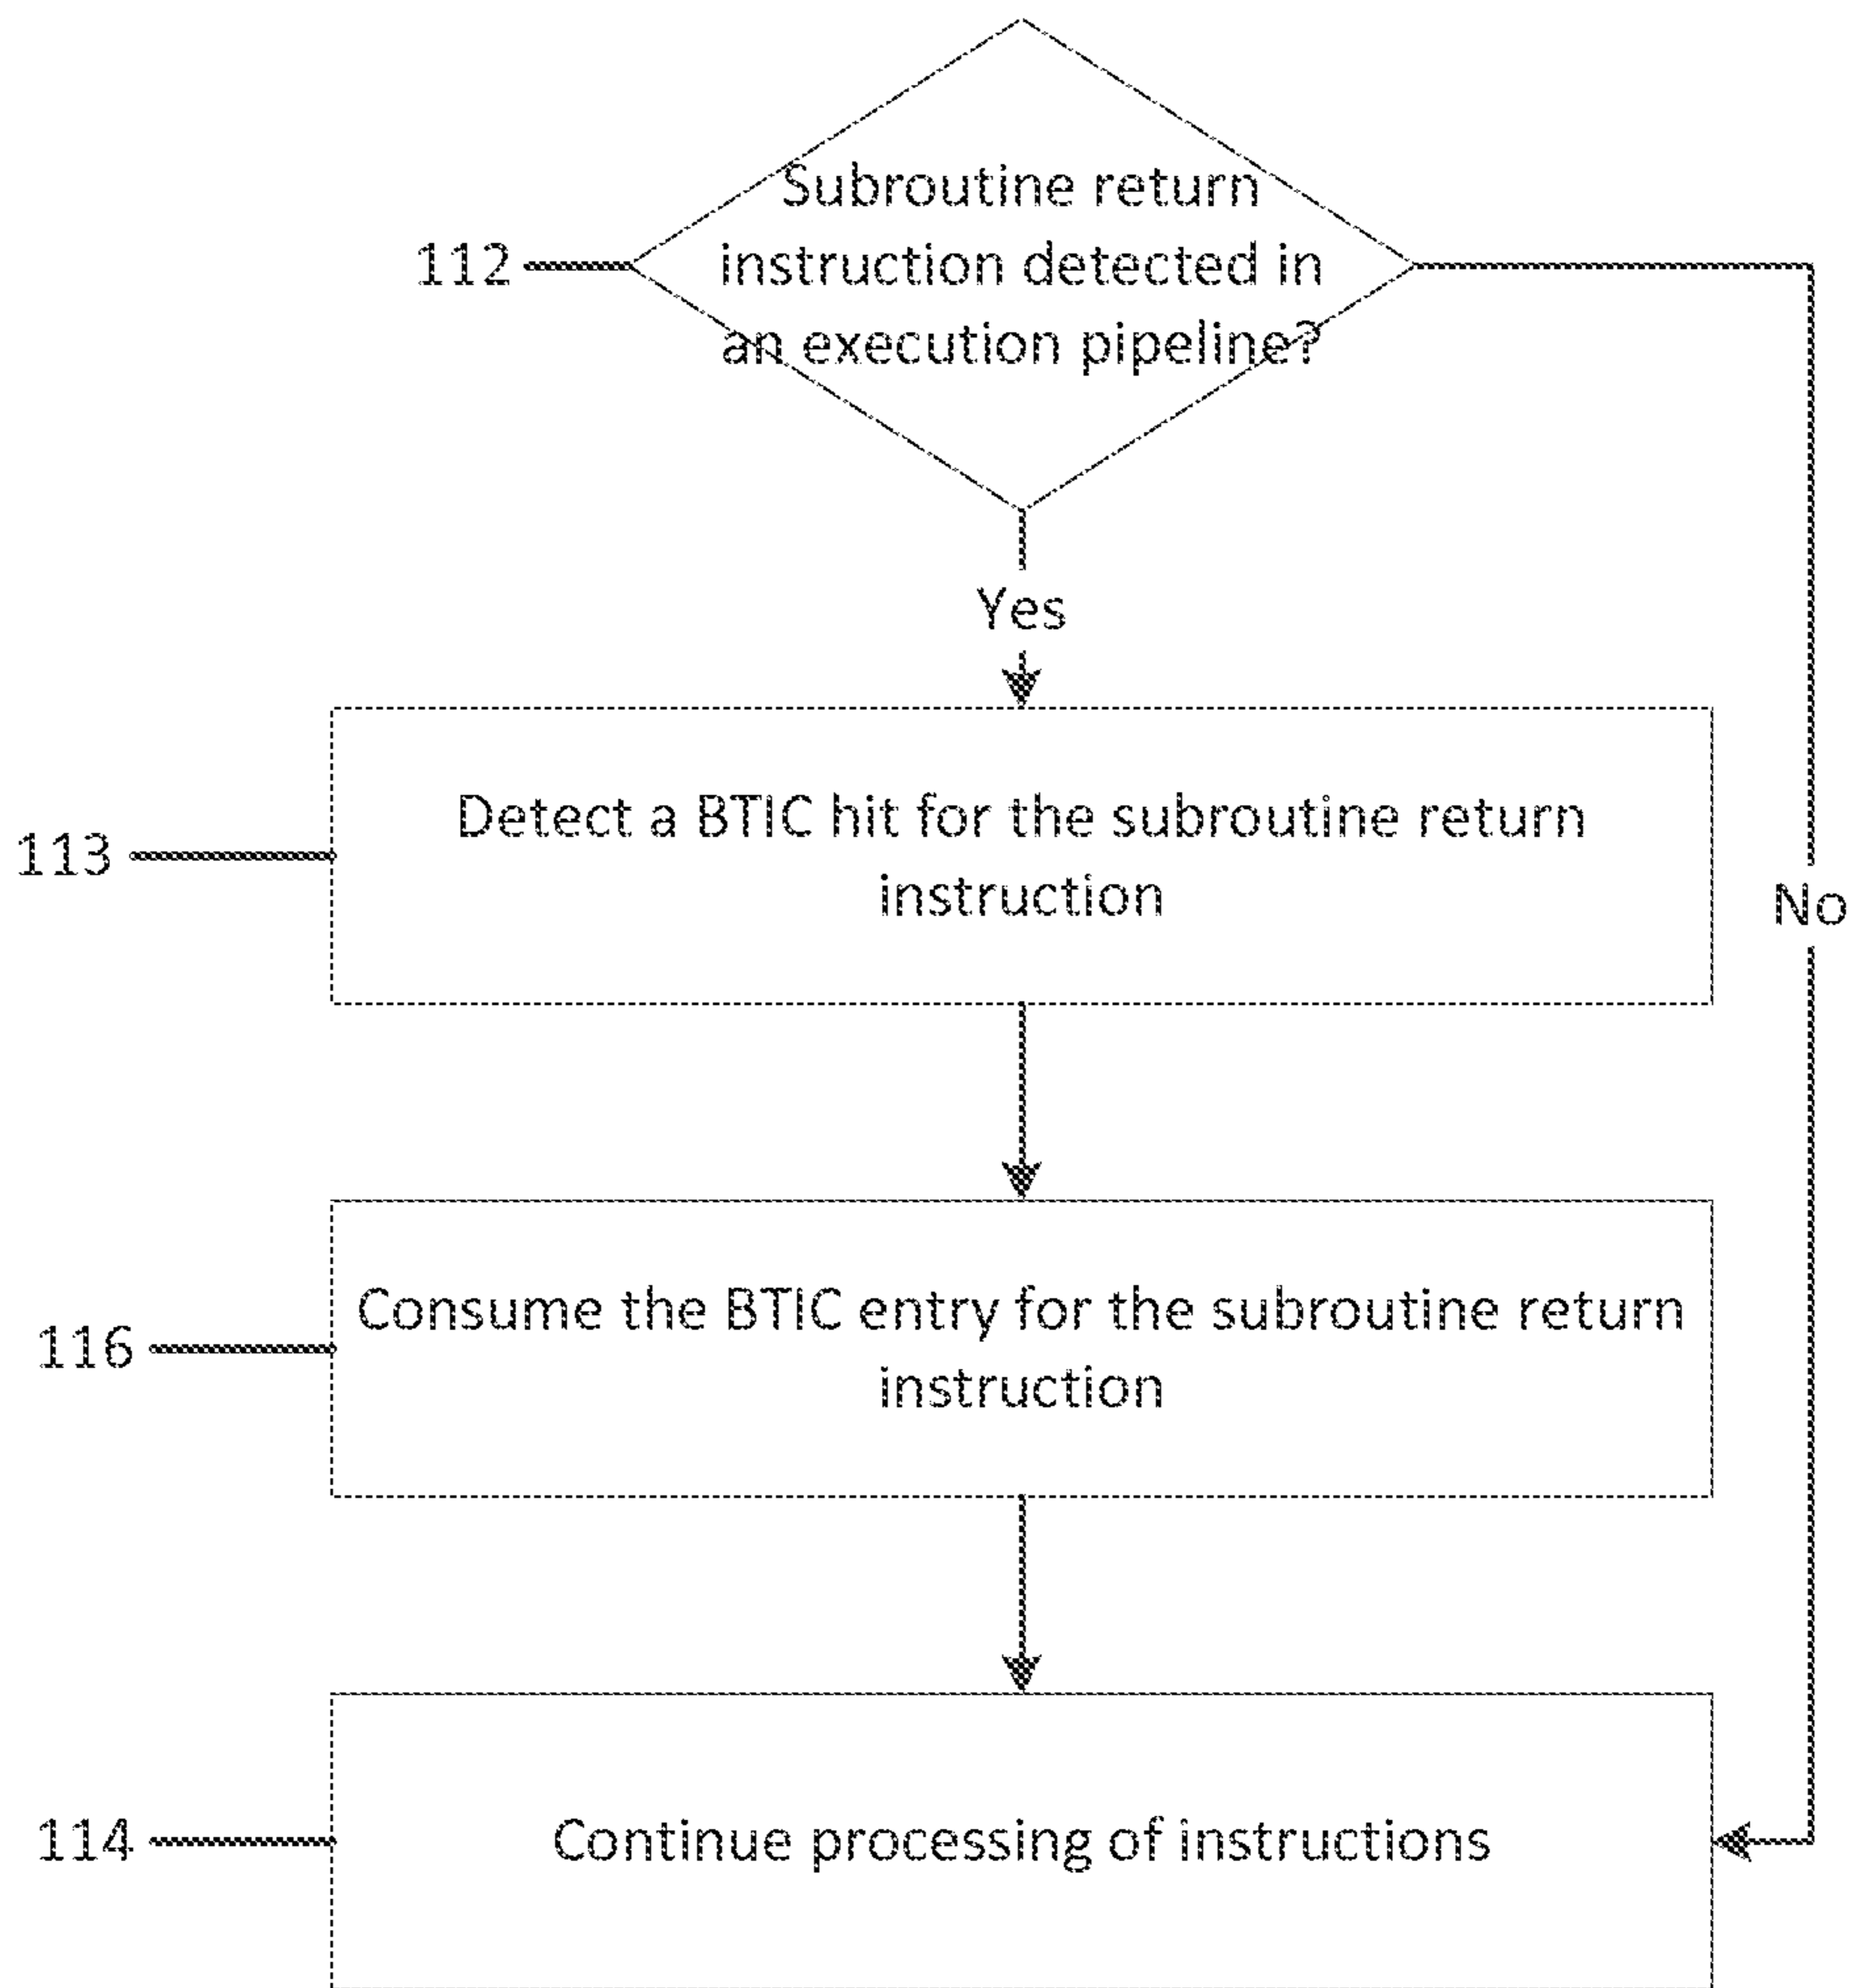 Subroutine return
112
instruction detected in
an execution pipeline?
Yes
Detect a BTIC hit for the subroutine return
113
instruction
No
Consume the BTIC entry for the subroutine return
116
instruction
114
Continue processing of instructions